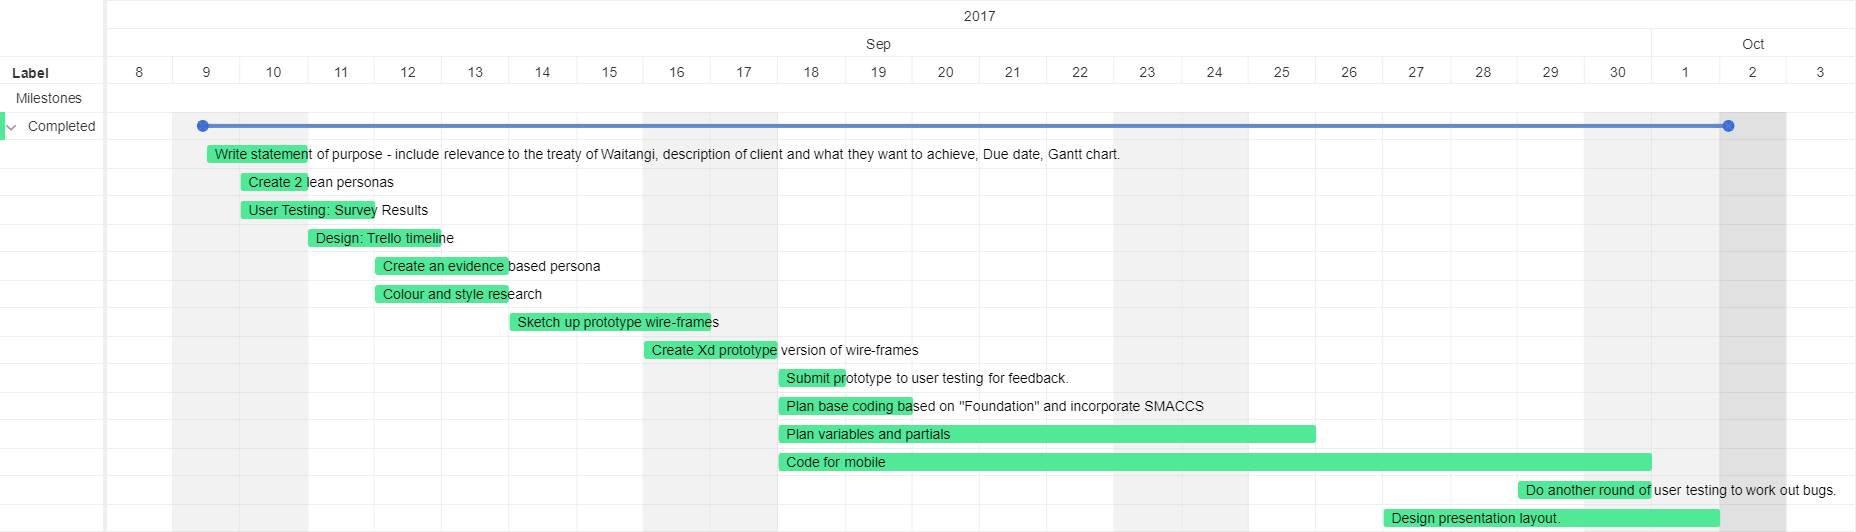 2017
Sep Oct
Label 8 9 10 11 12 13 14 15 16 17 18 19 20 21 22 23 24 25 26 27 28 29 30 1 2 3
Milestones
Completed
Write statement of purpose - include relevance to the treaty of Waitangi, description of client and what they want to achieve, Due date, Gantt chart.
Create 2 lean personas
User Testing: Survey Results
Design: Trello timeline
Create an evidence based persona
Colour and style research
Sketch up prototype wire-frames
Create Xd prototype version of wire-frames
Submit prototype to user testing for feedback.
Plan base coding based on "Foundation" and incorporate SMACCS
Plan variables and partials
Code for mobile
Do another round of user testing to work out bugs.
Design presentation layout.